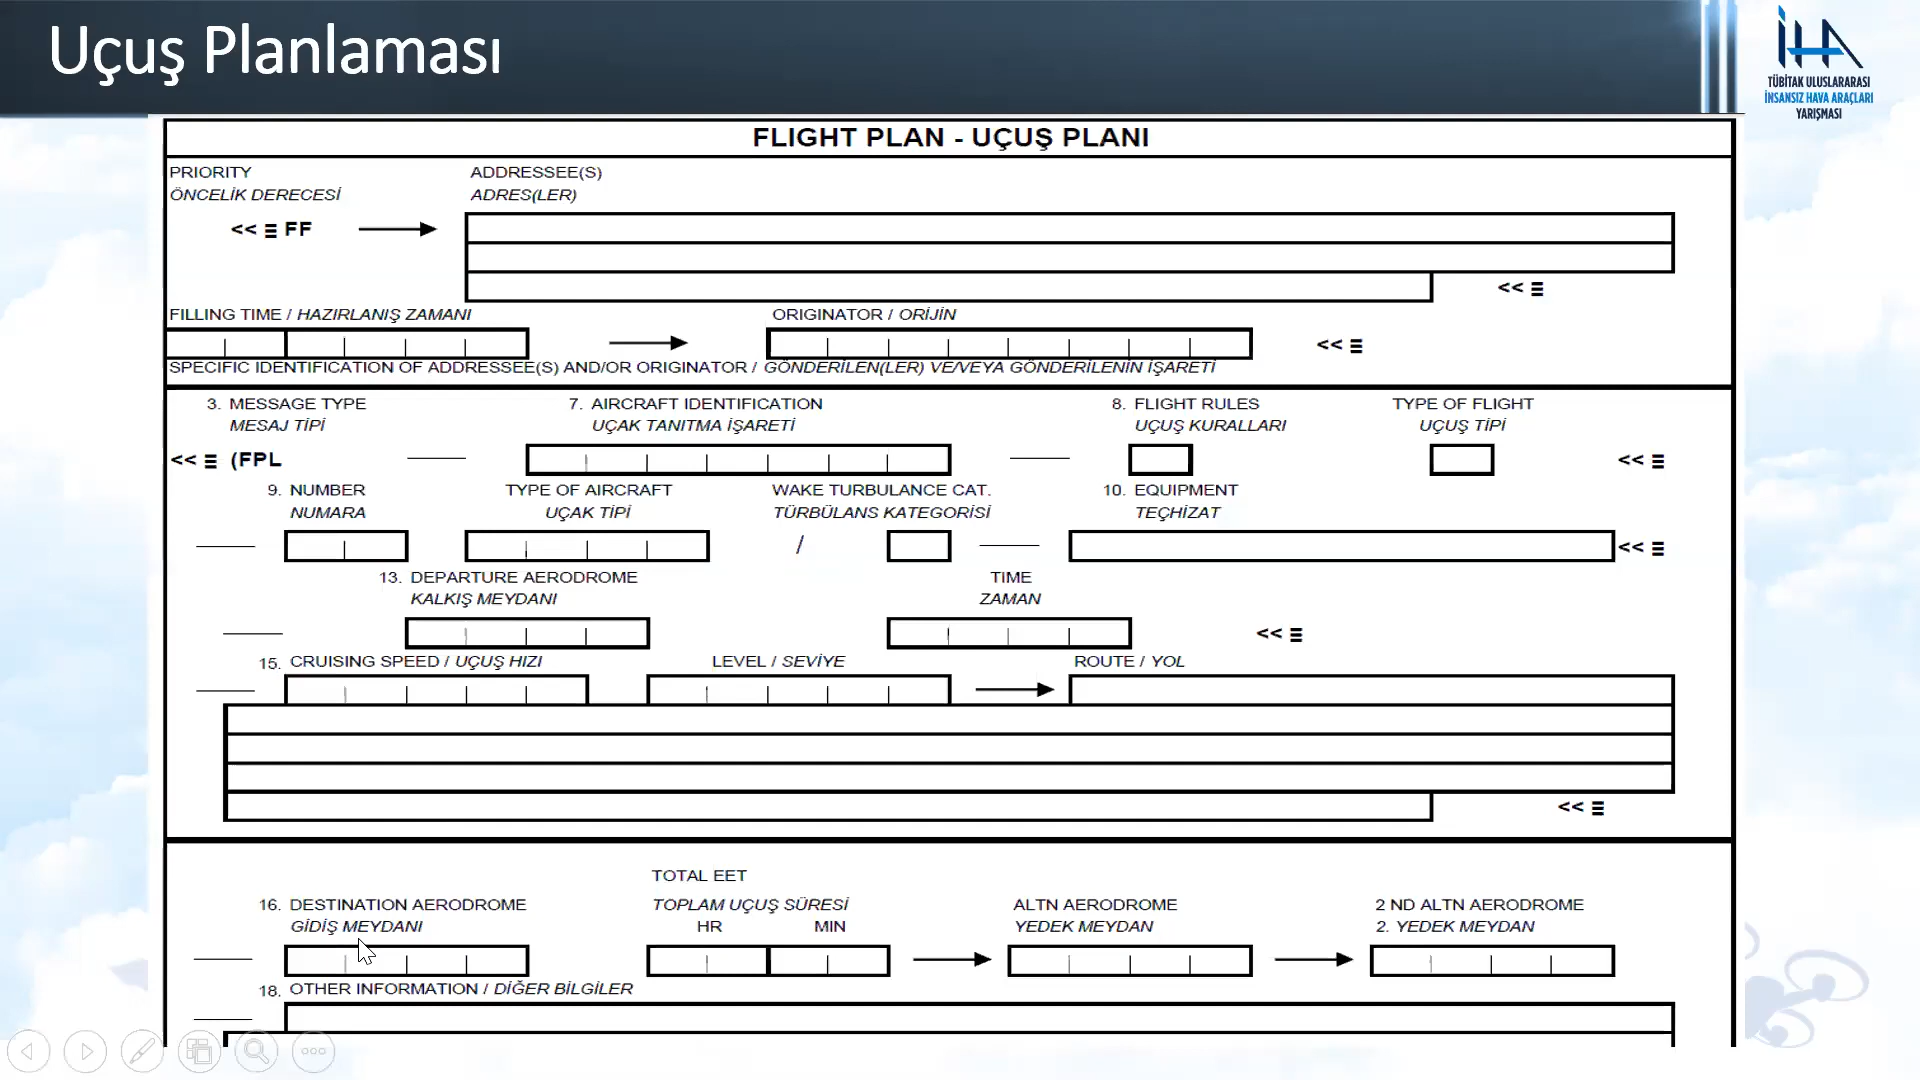 Uçuş Planlaması
İHA
TÜBİTAK ULUSLARARASI
İNSANSIZ HAVA ARAÇLARI
YARIŞMASI
FLIGHT PLAN - UÇUŞ PLANI
PRIORITY ADDRESSEE(S)
ÖNCELİK DERECESİ ADRES(LER)
<< ≡ FF
<< ≡
FILLING TIME / HAZIRLANIŞ ZAMANI ORIGINATOR / ORIJIN
<< ≡
SPECIFIC IDENTIFICATION OF ADDRESSEE(S) AND/OR ORIGINATOR / GÖNDERİLEN(LER) VE/VEYA GÖNDERİLENİN İŞARETİ
3. MESSAGE TYPE 7. AIRCRAFT IDENTIFICATION 8. FLIGHT RULES TYPE OF FLIGHT
MESAJ TİPİ UÇAK TANITMA İŞARETİ UÇUŞ KURALLARI UÇUŞ TİPİ
<< ≡ (FPL << ≡
9. NUMBER TYPE OF AIRCRAFT WAKE TURBULANCE CAT. 10. EQUIPMENT
NUMARA UÇAK TİPİ TÜRBÜLANS KATEGORİSİ TEÇHİZAT
/ << ≡
13. DEPARTURE AERODROME TIME
KALKIŞ MEYDANI ZAMAN
<< ≡
15. CRUISING SPEED / UÇUŞ HIZI LEVEL / SEVİYE ROUTE / YOL
<< ≡
TOTAL EET
16. DESTINATION AERODROME TOPLAM UÇUŞ SÜRESİ ALTN AERODROME 2 ND ALTN AERODROME
GİDİŞ MEYDANI HR MIN YEDEK MEYDAN 2. YEDEK MEYDAN
18. OTHER INFORMATION / DİĞER BİLGİLER